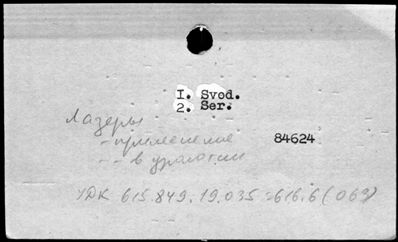 I. Svod.
2. Ser.
Лазеры
- применение
84624
- - в урологии
УДК 615.849.19.035:616.6(063)